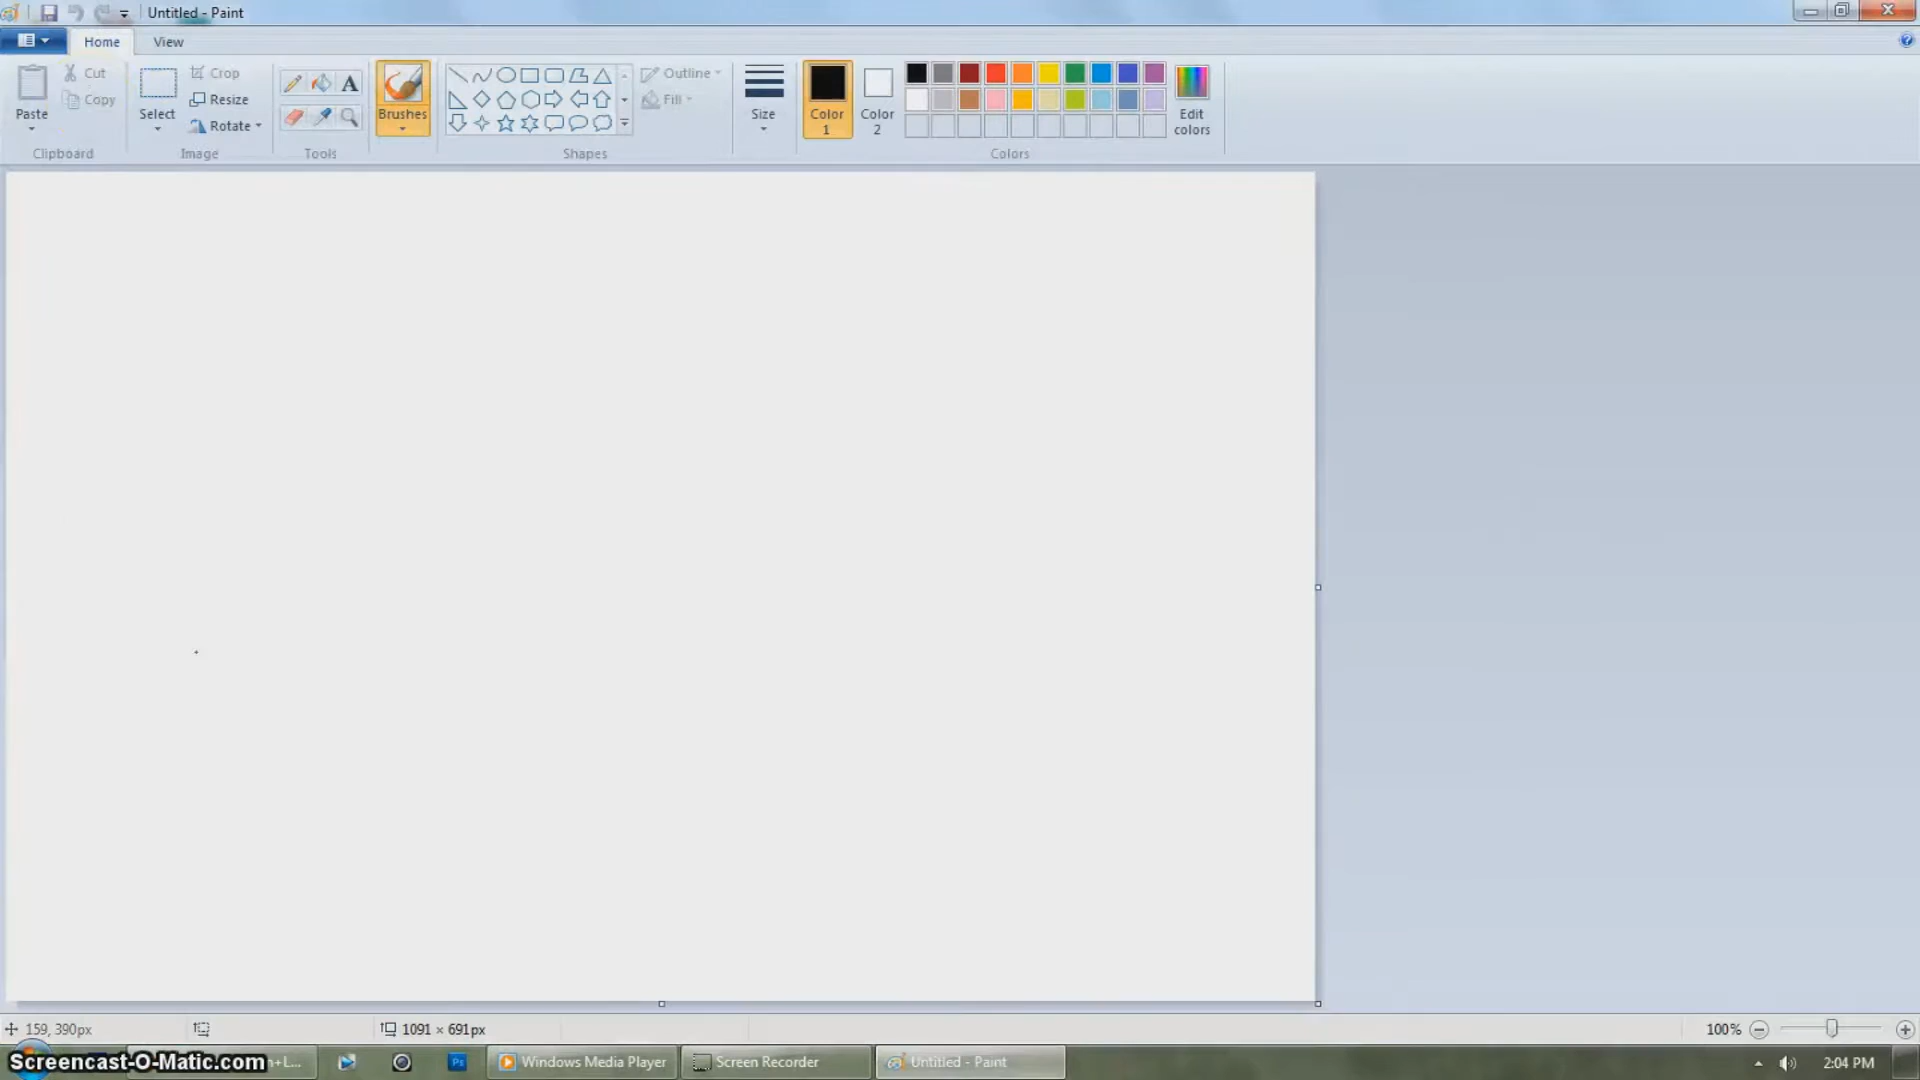 Untitled - Paint
Home View
Paste
Cut
Copy
Clipboard
Select
Crop
Resize
Rotate
Image
A
Tools
Brushes
Shapes
Outline
Fill
Size
Color 1
Color 2
Colors
Edit colors
159, 390px
1091 × 691px
100%
Screencast-O-Matic.com
+L...
Ps
Windows Media Player
Screen Recorder
Untitled - Paint
2:04 PM